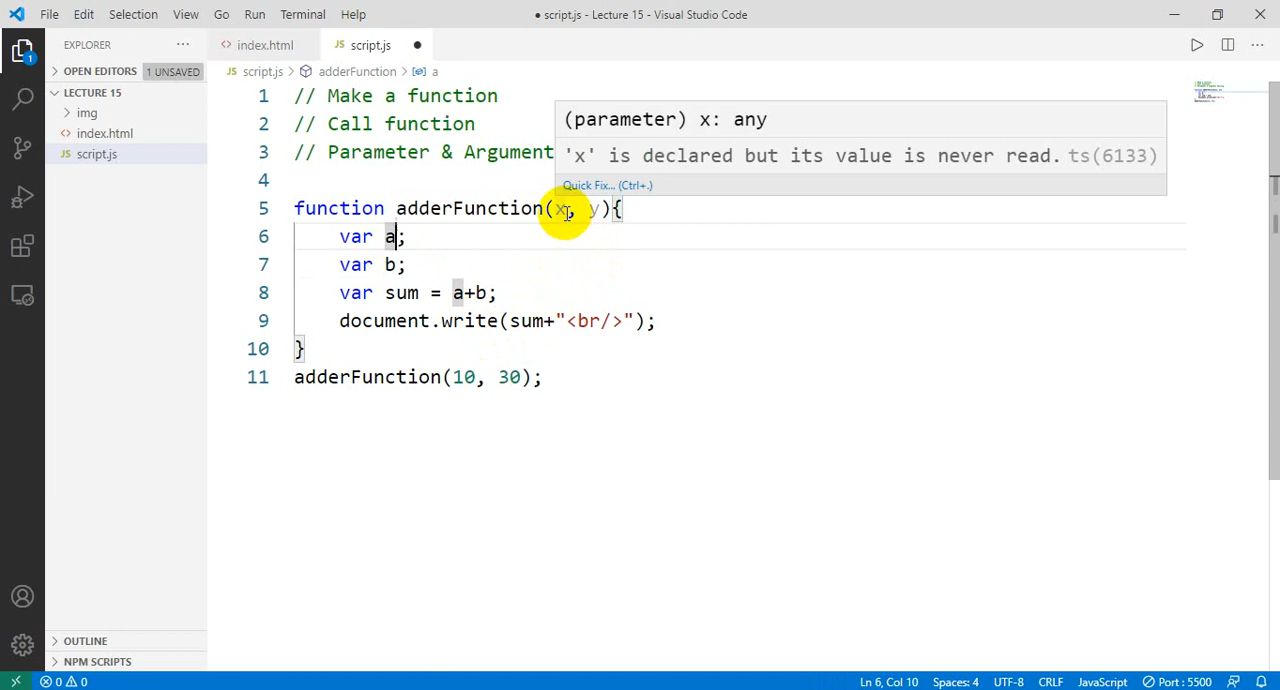 File Edit Selection View Go Run Terminal Help ● script.js - Lecture 15 - Visual Studio Code
EXPLORER ··· <> index.html JS script.js ●
1
> OPEN EDITORS 1 UNSAVED
JS script.js > adderFunction > a
LECTURE 15
> img
<> index.html
JS script.js
1 // Make a function
2 // Call function
3 // Parameter & Argument
4
5 function adderFunction(x, y){
6 var a;
7 var b;
8 var sum = a+b;
9 document.write(sum+"<br/>");
10 }
11 adderFunction(10, 30);
(parameter) x: any
'x' is declared but its value is never read. ts(6133)
Quick Fix... (Ctrl+.)
> OUTLINE
> NPM SCRIPTS
0 0 Ln 6, Col 10 Spaces: 4 UTF-8 CRLF JavaScript Port : 5500